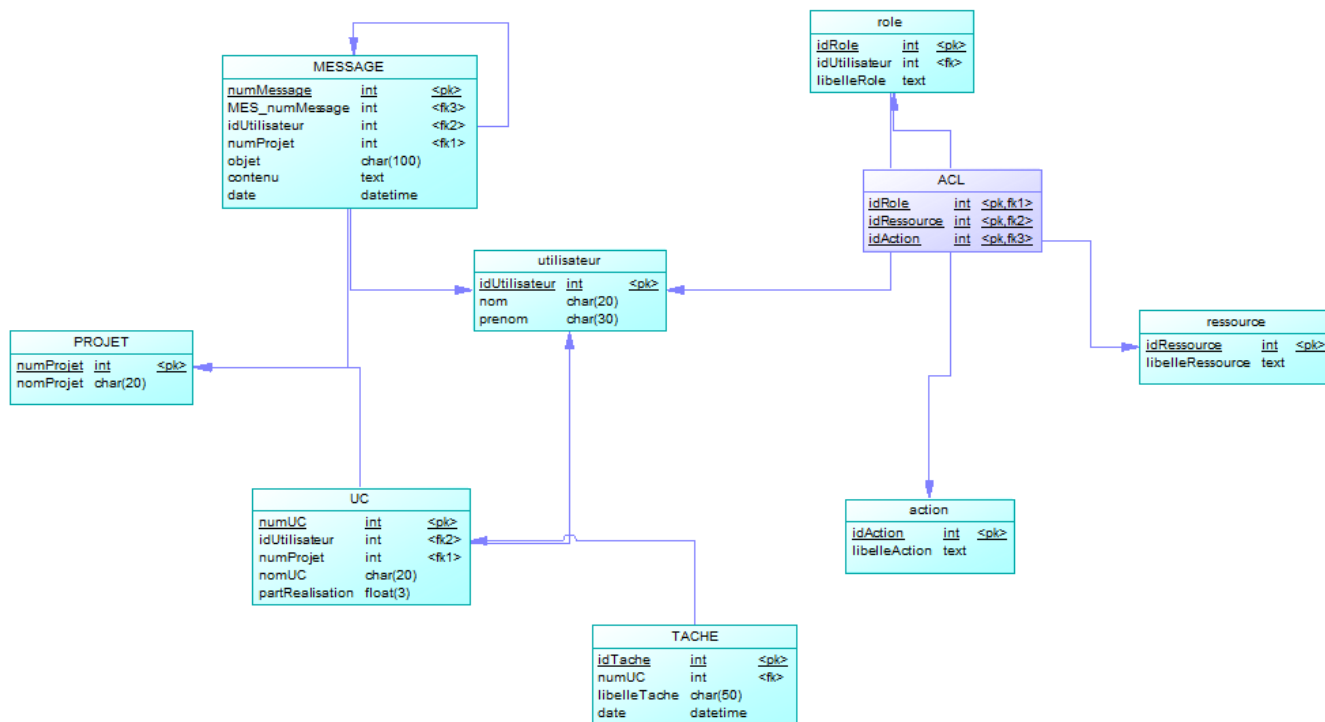 role
idRole int <pk>
idUtilisateur int <fk>
libelleRole text
MESSAGE
numMessage int <pk>
MES_numMessage int <fk3>
idUtilisateur int <fk2>
numProjet int <fk1>
objet char(100)
contenu text
date datetime
ACL
idRole int <pk,fk1>
idRessource int <pk,fk2>
idAction int <pk,fk3>
utilisateur
idUtilisateur int <pk>
nom char(20)
prenom char(30)
ressource
idRessource int <pk>
libelleRessource text
PROJET
numProjet int <pk>
nomProjet char(20)
UC
numUC int <pk>
idUtilisateur int <fk2>
numProjet int <fk1>
nomUC char(20)
partRealisation float(3)
action
idAction int <pk>
libelleAction text
TACHE
idTache int <pk>
numUC int <fk>
libelleTache char(50)
date datetime